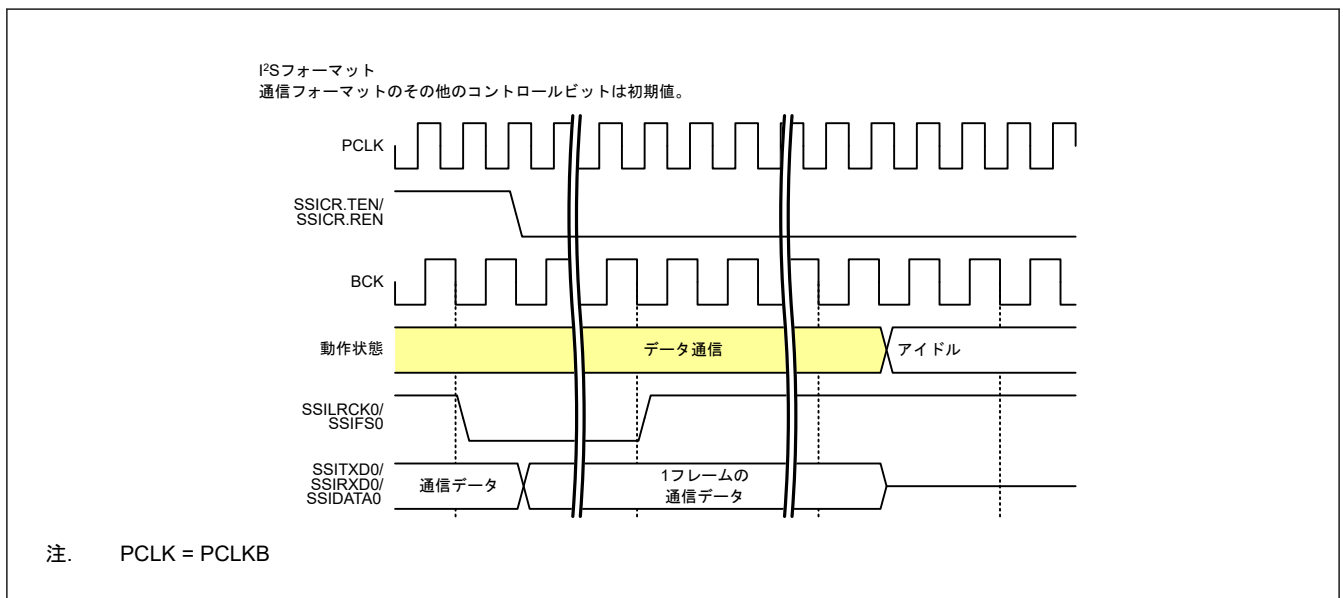 I²Sフォーマット
通信フォーマットのその他のコントロールビットは初期値。
PCLK
SSICR.TEN/
SSICR.REN
BCK
動作状態
データ通信
アイドル
SSILRCK0/
SSIFS0
SSITXD0/
SSIRXD0/
SSIDATA0
通信データ
1フレームの
通信データ
注. PCLK = PCLKB